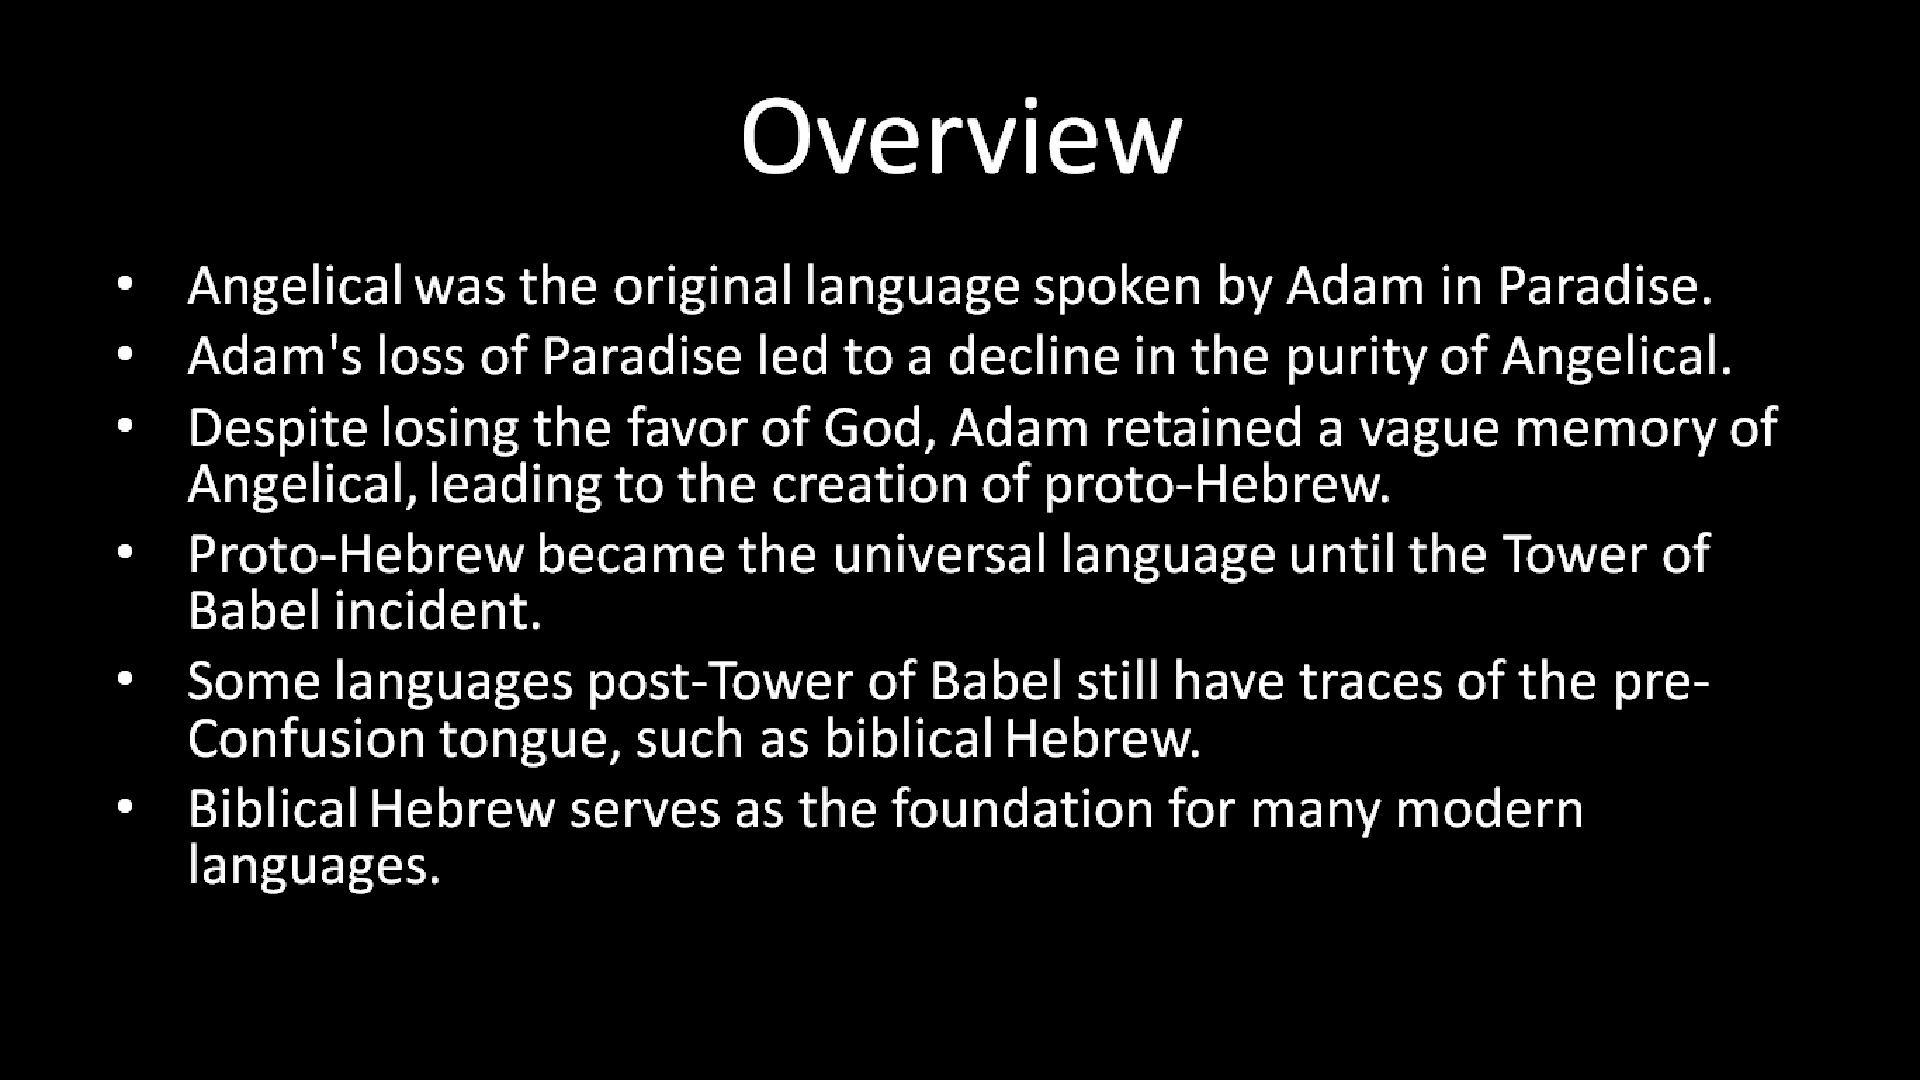 Overview
• Angelical was the original language spoken by Adam in Paradise.
• Adam's loss of Paradise led to a decline in the purity of Angelical.
• Despite losing the favor of God, Adam retained a vague memory of
Angelical, leading to the creation of proto-Hebrew.
• Proto-Hebrew became the universal language until the Tower of
Babel incident.
• Some languages post-Tower of Babel still have traces of the pre-
Confusion tongue, such as biblical Hebrew.
• Biblical Hebrew serves as the foundation for many modern
languages.